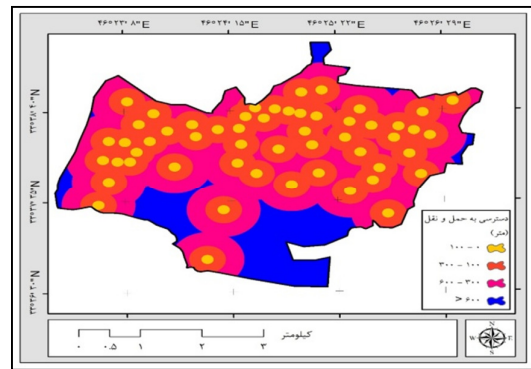 ۴۶°۲۳′۸″E ۴۶°۲۴′۱۵″E ۴۶°۲۵′۲۲″E ۴۶°۲۶′۲۹″E
دسترسی به حمل و نقل
(متر)
۱۰۰ - ۰
۳۰۰ - ۱۰۰
۶۰۰ - ۳۰۰
> ۶۰۰
کیلومتر
۰ ۰.۵ ۱ ۲ ۳
N
W E
S